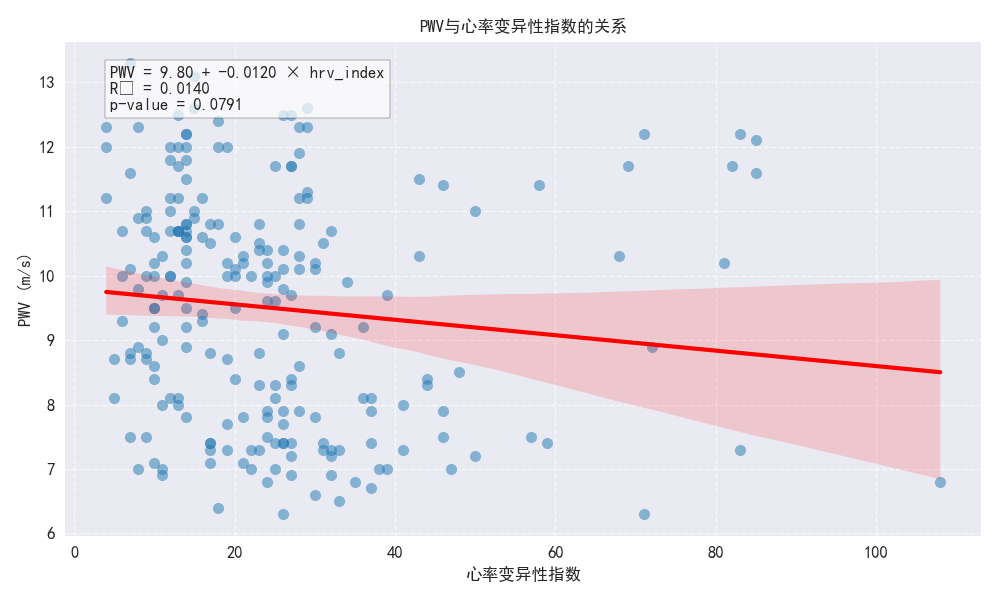 PWV与心率变异性指数的关系
PWV = 9.80 + -0.0120 × hrv_index
R□ = 0.0140
p-value = 0.0791
PWV (m/s)
13
12
11
10
9
8
7
6
0 20 40 60 80 100
心率变异性指数